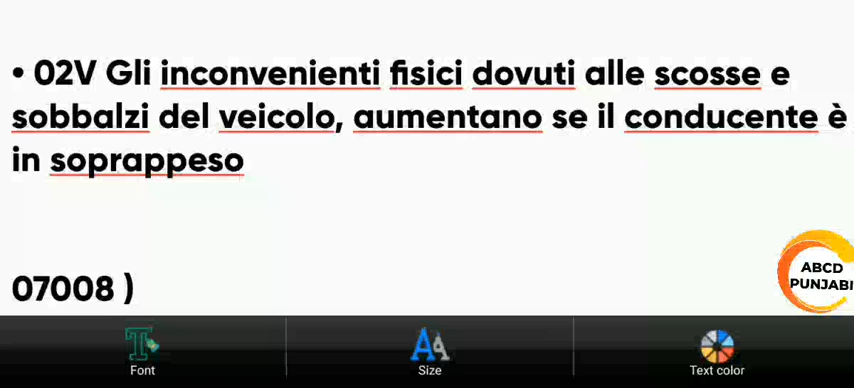 • 02V Gli inconvenienti fisici dovuti alle scosse e
sobbalzi del veicolo, aumentano se il conducente è
in soprappeso
07008 )
ABCD
PUNJABI
Font
Size
Text color